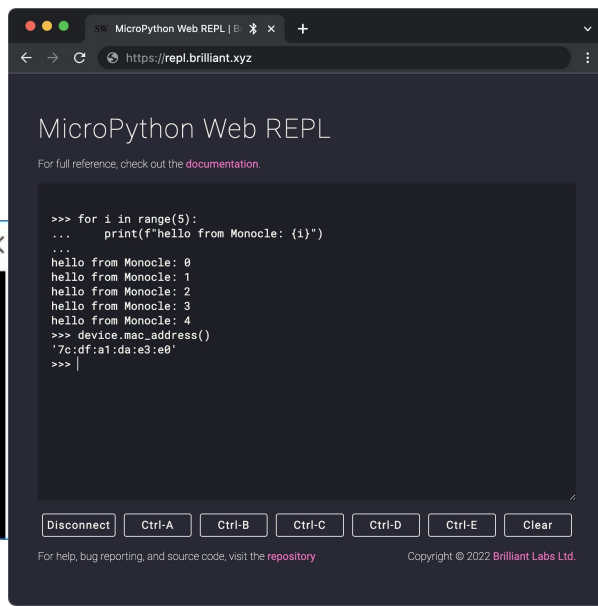 SW MicroPython Web REPL | B
https://repl.brilliant.xyz
MicroPython Web REPL
For full reference, check out the documentation.
>>> for i in range(5):
...     print(f"hello from Monocle: {i}")
...
hello from Monocle: 0
hello from Monocle: 1
hello from Monocle: 2
hello from Monocle: 3
hello from Monocle: 4
>>> device.mac_address()
'7c:df:a1:da:e3:e0'
>>>
Disconnect Ctrl-A Ctrl-B Ctrl-C Ctrl-D Ctrl-E Clear
For help, bug reporting, and source code, visit the repository Copyright © 2022 Brilliant Labs Ltd.